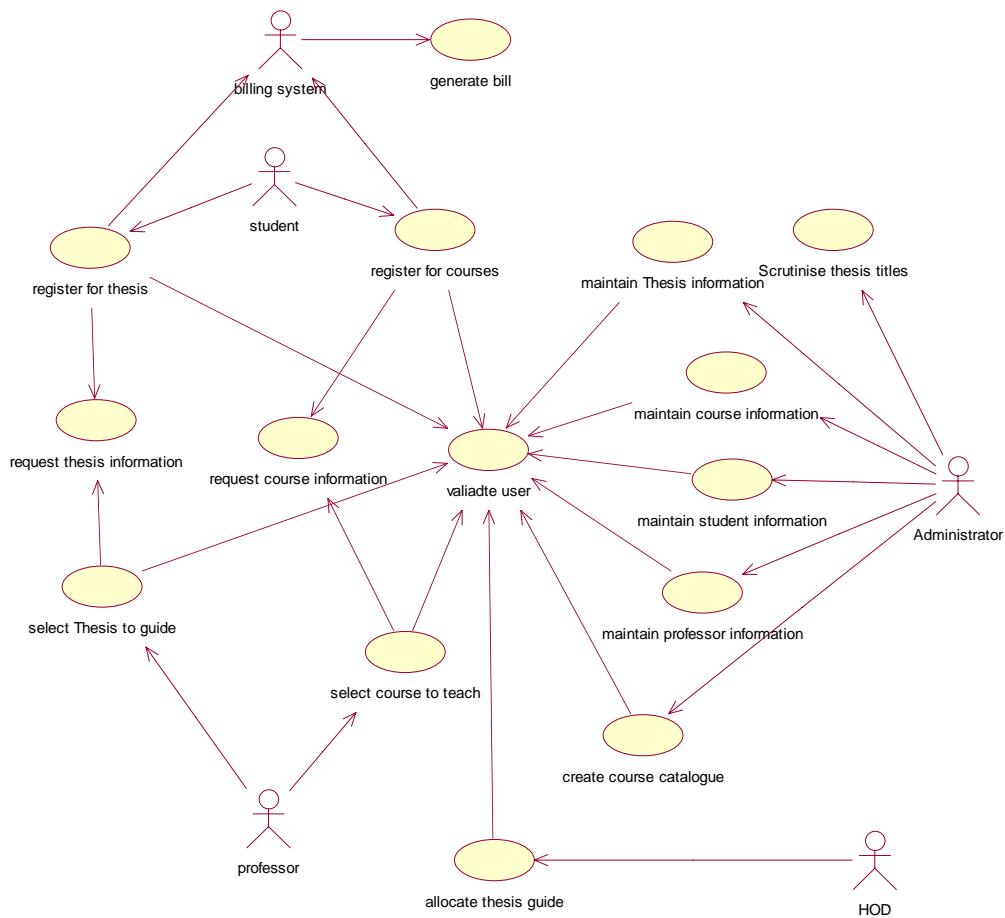 generate bill
billing system
student
register for courses
register for thesis
maintain Thesis information
Scrutinise thesis titles
maintain course information
request thesis information
request course information
valiadte user
maintain student information
Administrator
select Thesis to guide
maintain professor information
select course to teach
create course catalogue
professor
allocate thesis guide
HOD